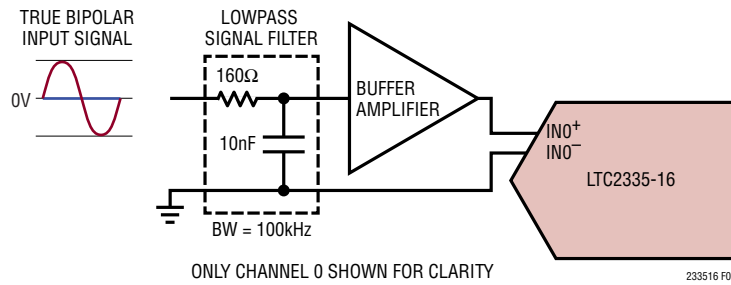 TRUE BIPOLAR
INPUT SIGNAL
LOWPASS
SIGNAL FILTER
160Ω
0V
BUFFER
AMPLIFIER
10nF
IN0+
IN0−
LTC2335-16
BW = 100kHz
ONLY CHANNEL 0 SHOWN FOR CLARITY
233516 F0